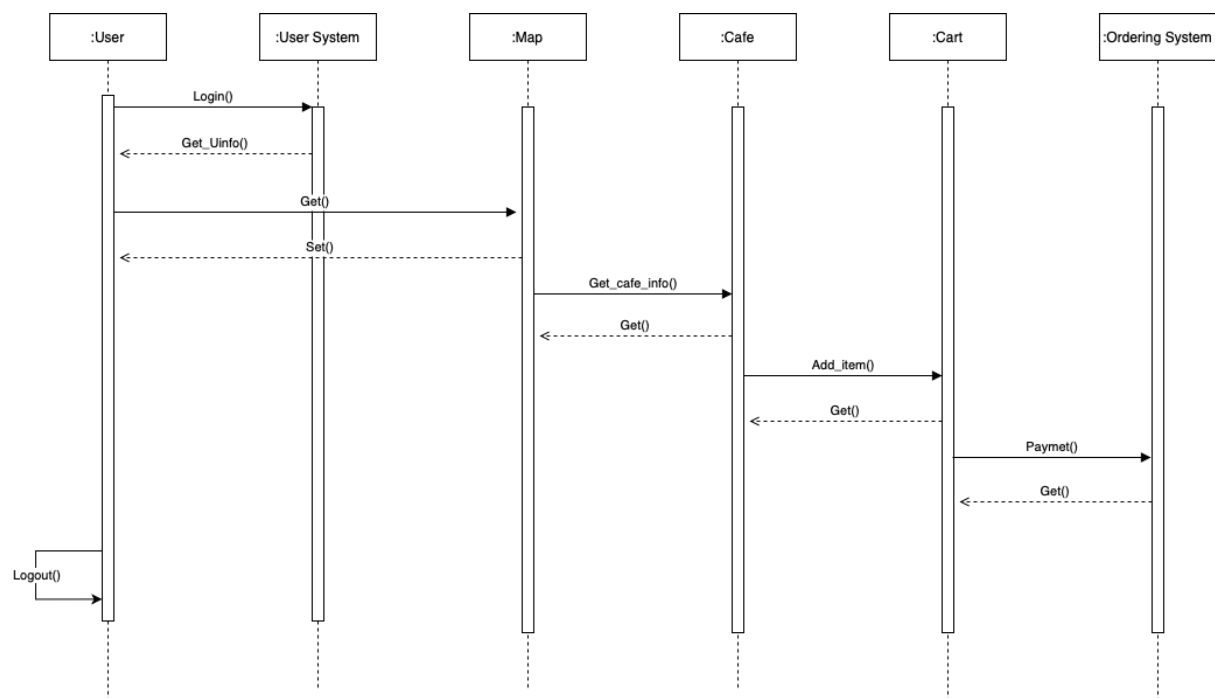 :User
:User System
:Map
:Cafe
:Cart
:Ordering System
Login()
Get_Uinfo()
Get()
Set()
Get_cafe_info()
Get()
Add_item()
Get()
Paymet()
Get()
Logout()